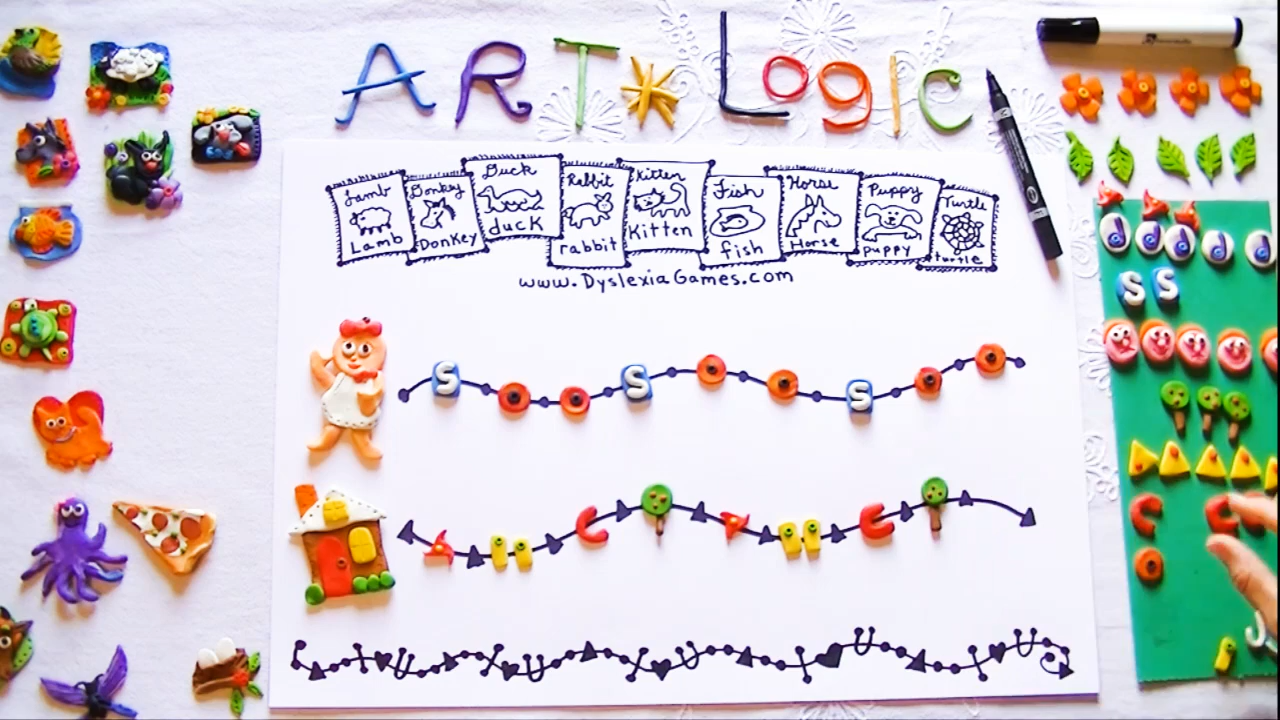 ART*LOgic
Lamb Donkey Duck Rabbit Kitten Fish Horse Puppy Turtle
Lamb Donkey duck rabbit Kitten fish Horse puppy turtle
www.DyslexiaGames.com
d d d d d
S S
S S S